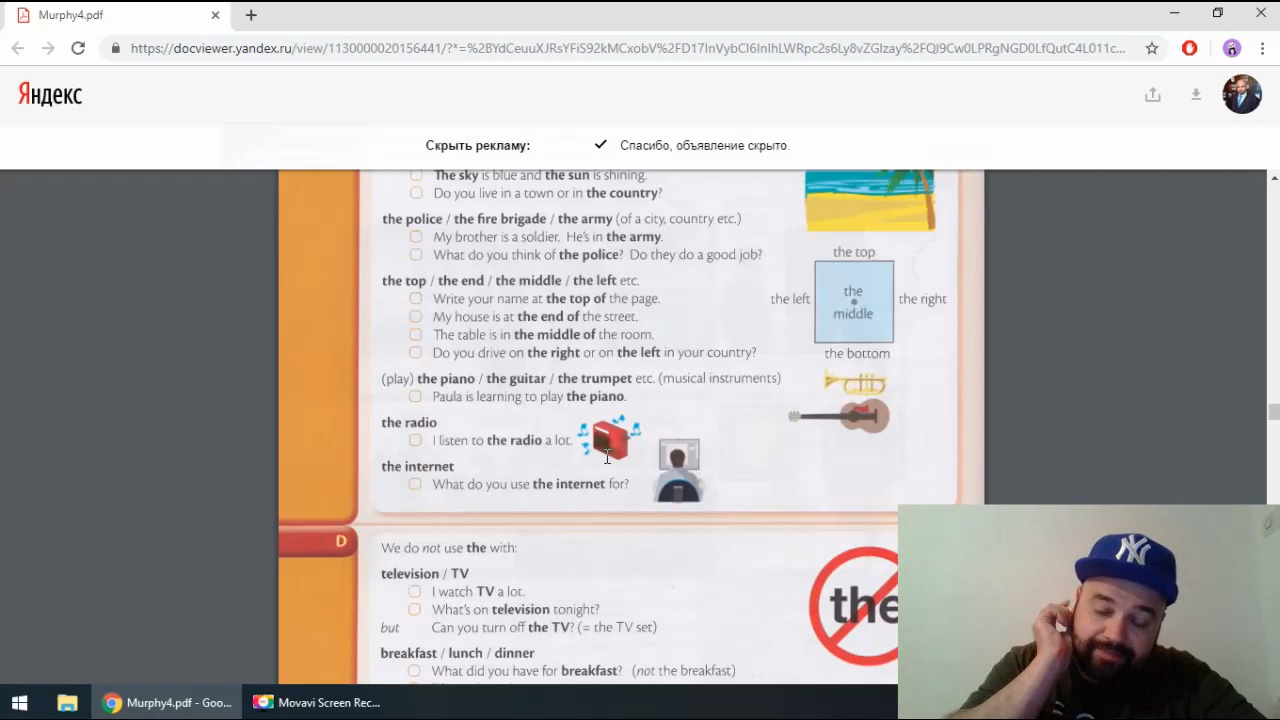 Murphy4.pdf
https://docviewer.yandex.ru/view/1130000020156441/?*=%2BYdCeuuXJRsYFiS92kMCxobV%2FD17InVybCI6InlhLWRpc2s6Ly8vZGlzay%2FQl9Cw0LPRgNGD0LfQutC4L011c...
Яндекс
Скрыть рекламу:
Спасибо, объявление скрыто.
The sky is blue and the sun is shining.
Do you live in a town or in the country?
the police / the fire brigade / the army (of a city, country etc.)
My brother is a soldier. He's in the army.
What do you think of the police? Do they do a good job?
the top / the end / the middle / the left etc.
Write your name at the top of the page.
My house is at the end of the street.
The table is in the middle of the room.
Do you drive on the right or on the left in your country?
the top
the left
the
middle
the right
the bottom
(play) the piano / the guitar / the trumpet etc. (musical instruments)
Paula is learning to play the piano.
the radio
I listen to the radio a lot.
the internet
What do you use the internet for?
D
We do not use the with:
television / TV
I watch TV a lot.
What's on television tonight?
but Can you turn off the TV? (= the TV set)
breakfast / lunch / dinner
What did you have for breakfast? (not the breakfast)
the
NY
Murphy4.pdf - Goo...
Movavi Screen Rec...